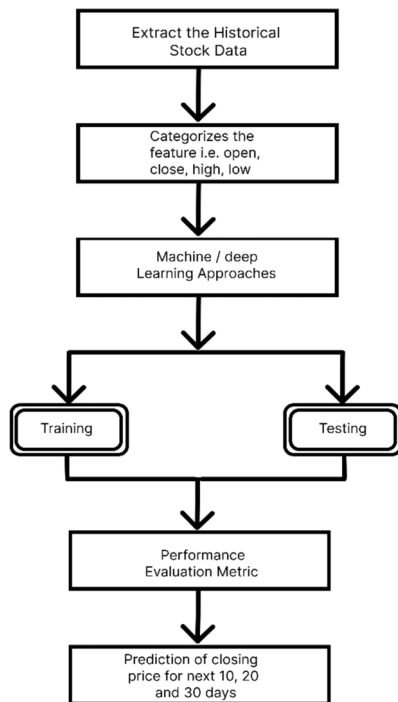 Extract the Historical
Stock Data
Categorizes the
feature i.e. open,
close, high, low
Machine / deep
Learning Approaches
Training
Testing
Performance
Evaluation Metric
Prediction of closing
price for next 10, 20
and 30 days